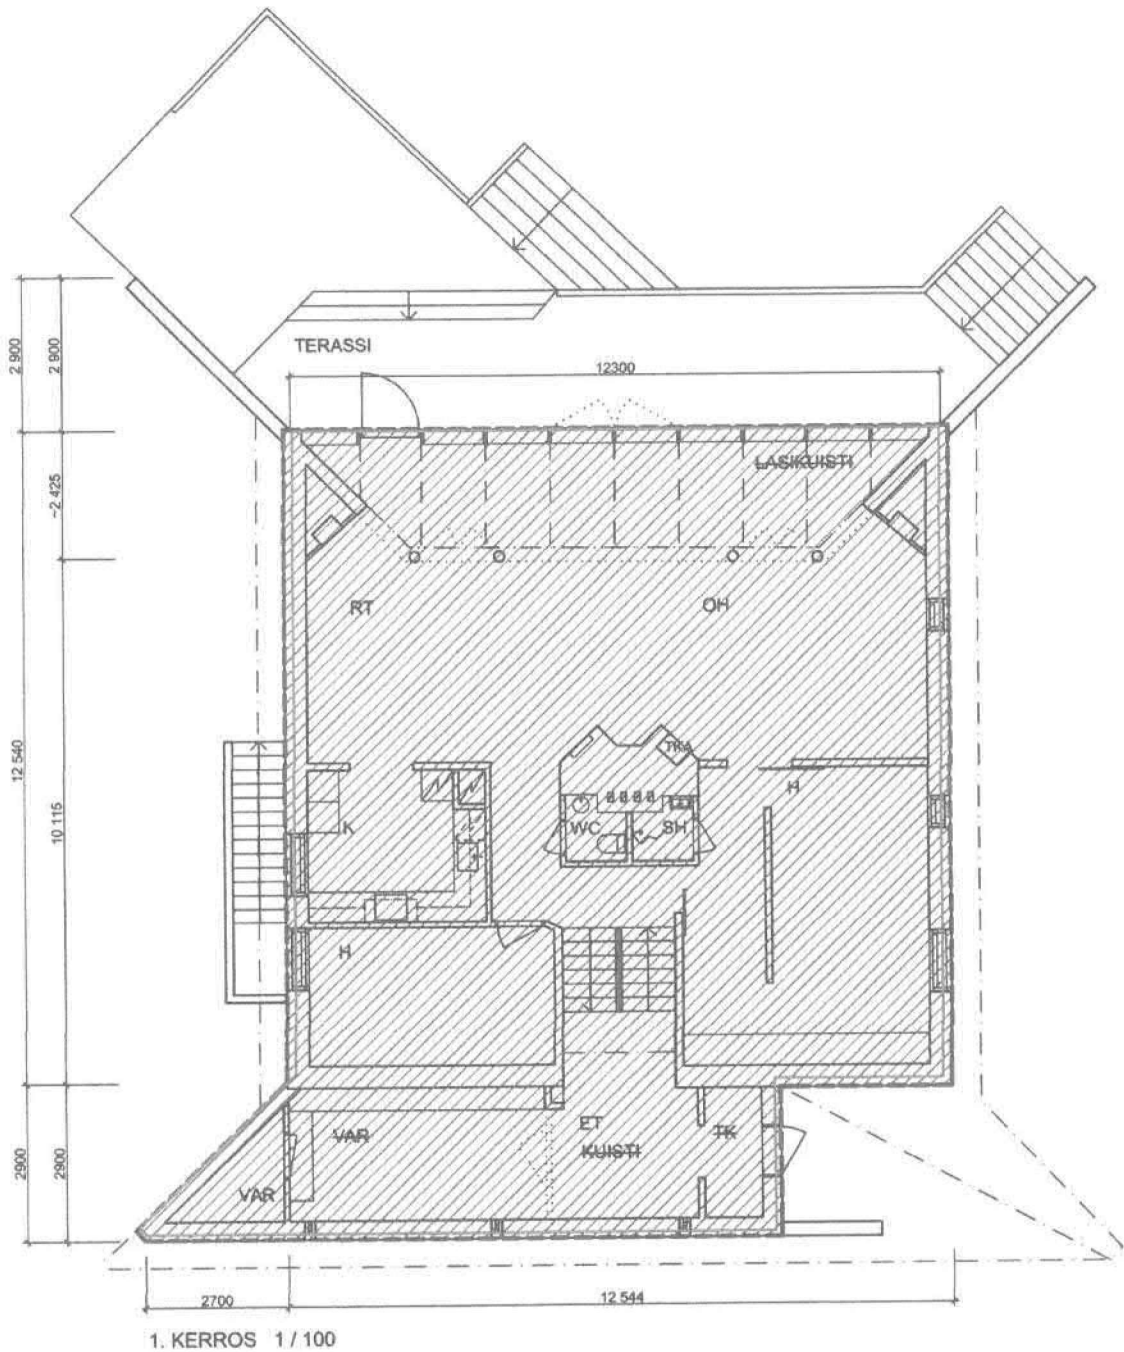 2 900
2 900
TERASSI
12300
LASIKUISTI
~2 425
RT
OH
12 540
10 115
TKA
H
K
WC
SH
H
VAR
ET
KUISTI
TK
VAR
2900
2900
2700
12 544
1. KERROS 1 / 100